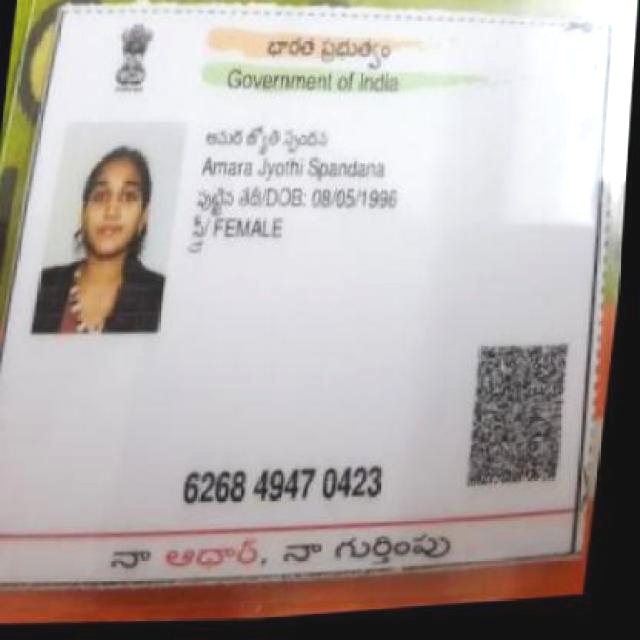 భారత ప్రభుత్వం
Government of India
అమర జ్యోతి స్పందన
Amara Jyothi Spandana
పుట్టిన తేదీ/DOB: 08/05/1996
స్త్రీ/ FEMALE
6268 4947 0423
నా ఆధార్, నా గుర్తింపు